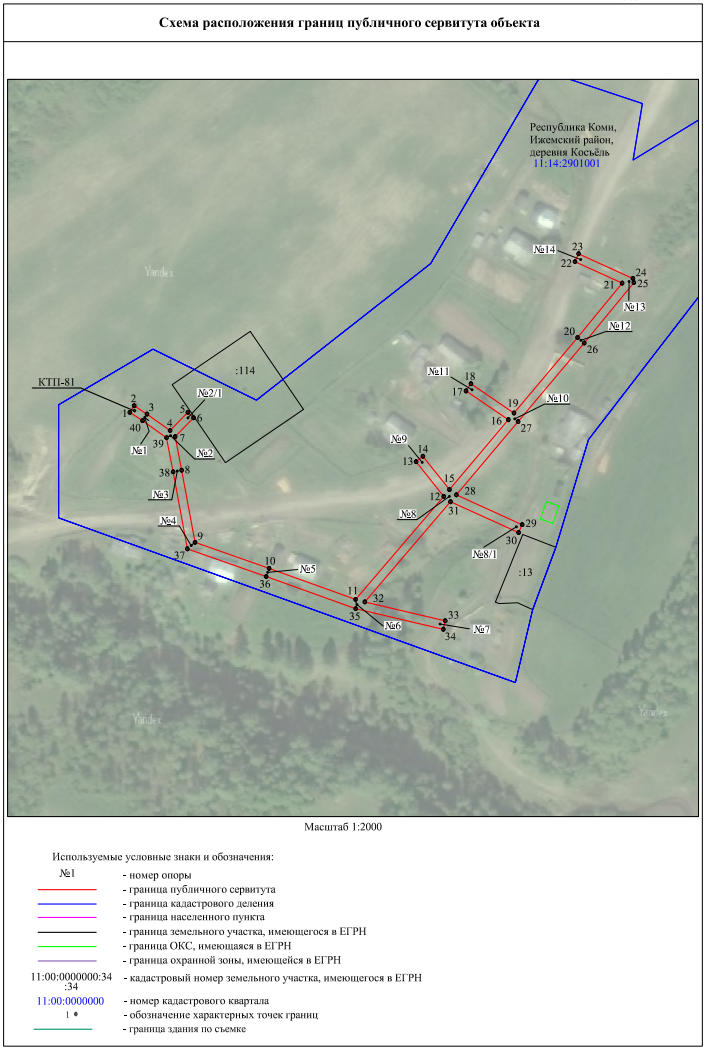 Схема расположения границ публичного сервитута объекта
Республика Коми,
Ижемский район,
деревня Косъёль
11:14:2901001
23
№14
22
24
21
25
№13
Yandex
20
№12
26
:114
КТП-81
№11
18
17
2
1
3
5
№2/1
6
19
№10
16
27
40
4
№1
39
7
№2
№9
14
13
38
8
№3
15
12
28
№8
31
29
30
№8/1
№4
9
37
10
№5
36
:13
11
32
35
№6
33
№7
34
Yandex
Yandex
Масштаб 1:2000
Используемые условные знаки и обозначения:
№1 - номер опоры
- граница публичного сервитута
- граница кадастрового деления
- граница населенного пункта
- граница земельного участка, имеющегося в ЕГРН
- граница ОКС, имеющаяся в ЕГРН
- граница охранной зоны, имеющейся в ЕГРН
11:00:0000000:34 - кадастровый номер земельного участка, имеющегося в ЕГРН
:34
11:00:0000000 - номер кадастрового квартала
1 - обозначение характерных точек границ
- граница здания по съемке